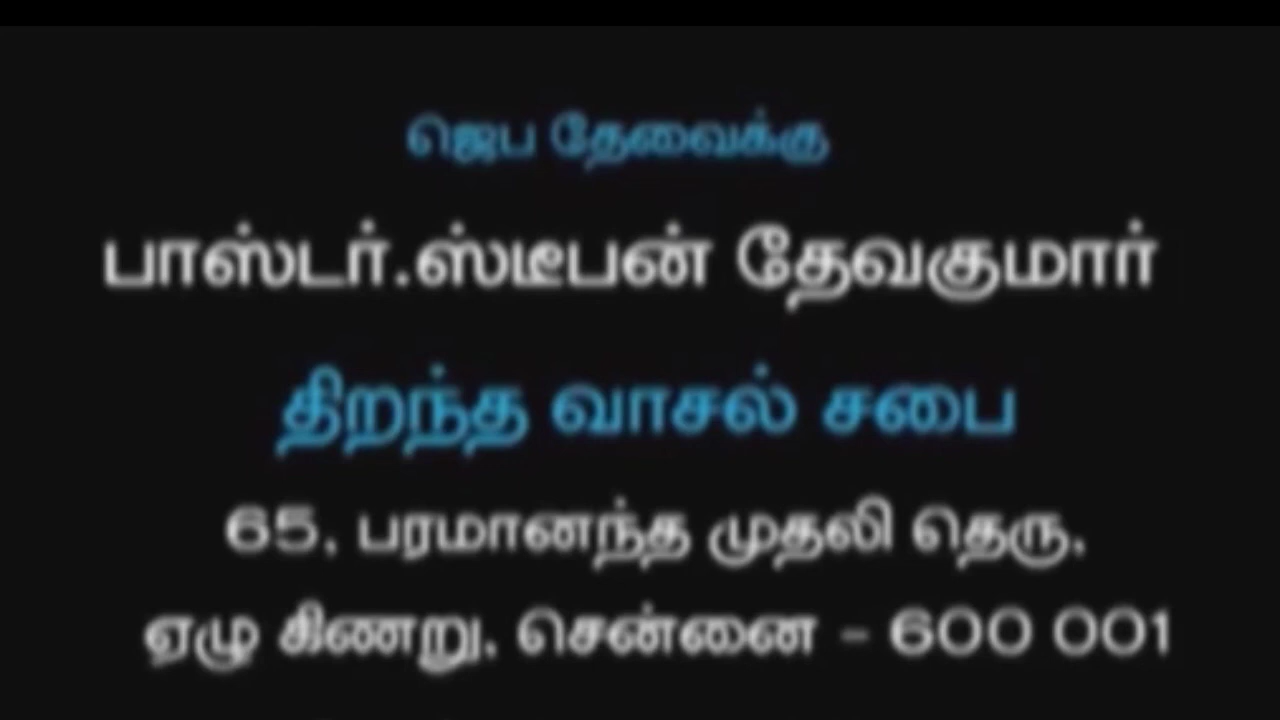 ஜெப தேவைக்கு
பாஸ்டர்.ஸ்டீபன் தேவகுமார்
திறந்த வாசல் சபை
65, பரமானந்த முதலி தெரு,
ஏழு கிணறு, சென்னை - 600 001